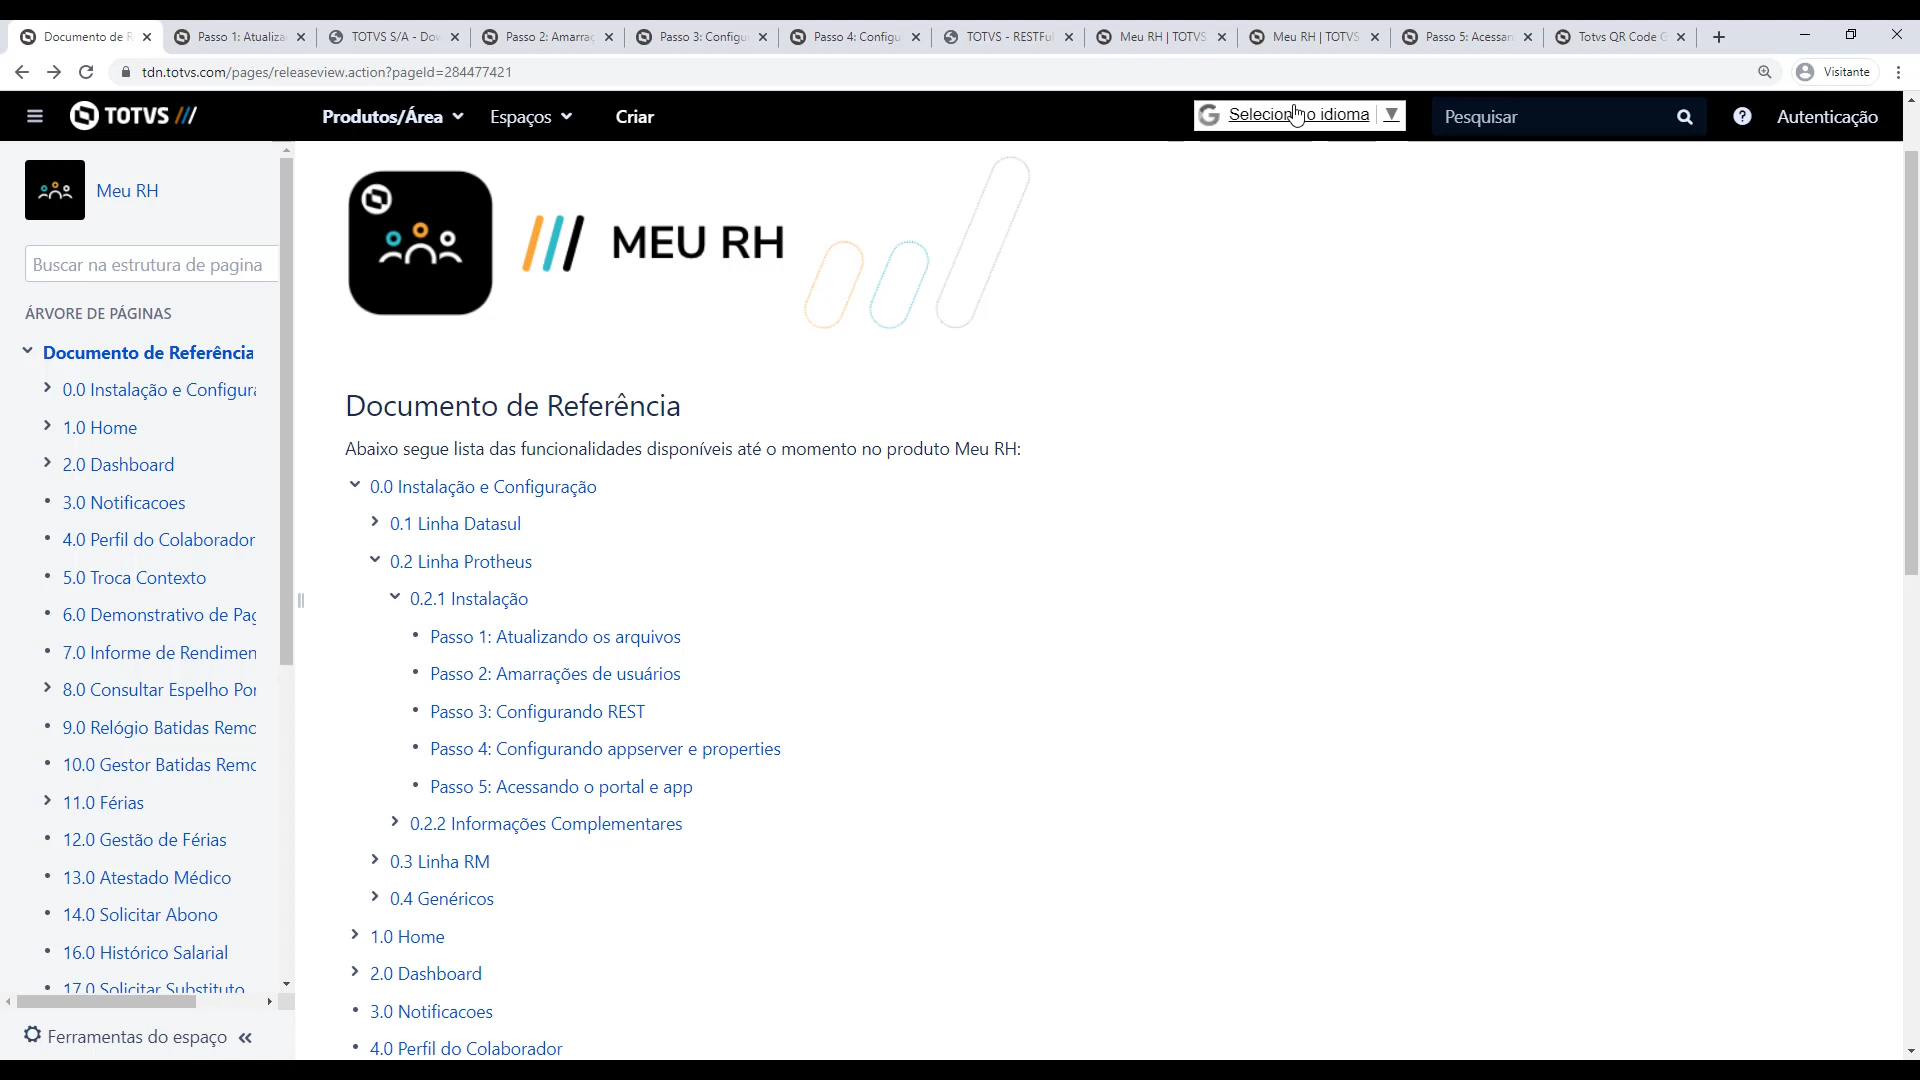 Documento de R
Passo 1: Atualiza
TOTVS S/A - Dow
Passo 2: Amarraç
Passo 3: Configu
Passo 4: Configu
TOTVS - RESTFul
Meu RH | TOTVS
Meu RH | TOTVS
Passo 5: Acessan
Totvs QR Code G
tdn.totvs.com/pages/releaseview.action?pageId=284477421
Visitante
TOTVS
Produtos/Área
Espaços
Criar
Selecione o idioma
Pesquisar
Autenticação
Meu RH
Buscar na estrutura de pagina
ÁRVORE DE PÁGINAS
Documento de Referência
0.0 Instalação e Configura
1.0 Home
2.0 Dashboard
3.0 Notificacoes
4.0 Perfil do Colaborador
5.0 Troca Contexto
6.0 Demonstrativo de Pag
7.0 Informe de Rendimen
8.0 Consultar Espelho Por
9.0 Relógio Batidas Remo
10.0 Gestor Batidas Remo
11.0 Férias
12.0 Gestão de Férias
13.0 Atestado Médico
14.0 Solicitar Abono
16.0 Histórico Salarial
17.0 Solicitar Substituto
Ferramentas do espaço
MEU RH
Documento de Referência
Abaixo segue lista das funcionalidades disponíveis até o momento no produto Meu RH:
0.0 Instalação e Configuração
0.1 Linha Datasul
0.2 Linha Protheus
0.2.1 Instalação
Passo 1: Atualizando os arquivos
Passo 2: Amarrações de usuários
Passo 3: Configurando REST
Passo 4: Configurando appserver e properties
Passo 5: Acessando o portal e app
0.2.2 Informações Complementares
0.3 Linha RM
0.4 Genéricos
1.0 Home
2.0 Dashboard
3.0 Notificacoes
4.0 Perfil do Colaborador